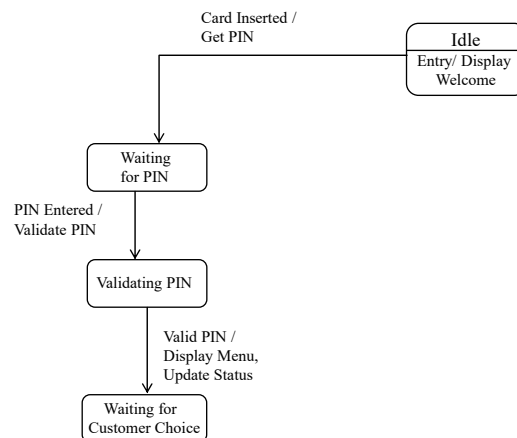 Card Inserted /
Get PIN
Idle
Entry/ Display
Welcome
Waiting
for PIN
PIN Entered /
Validate PIN
Validating PIN
Valid PIN /
Display Menu,
Update Status
Waiting for
Customer Choice